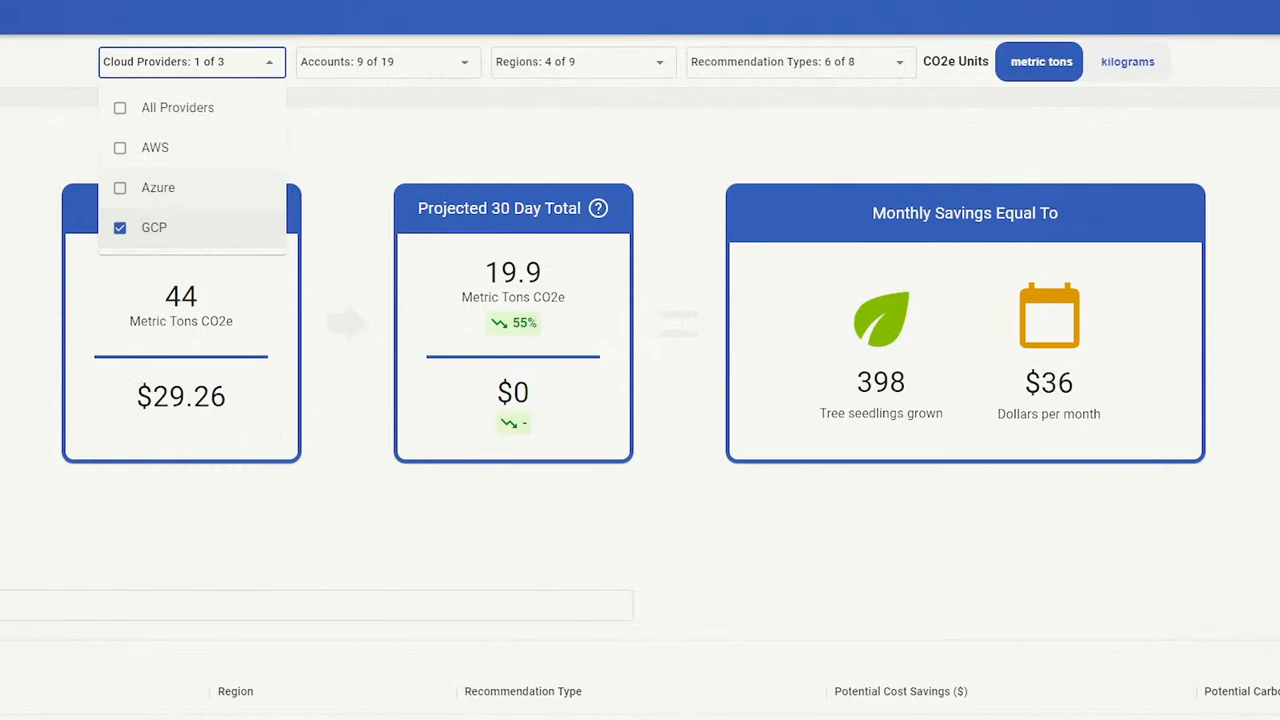 Cloud Providers: 1 of 3
Accounts: 9 of 19
Regions: 4 of 9
Recommendation Types: 6 of 8
CO2e Units
metric tons
kilograms
All Providers
AWS
Azure
GCP
44
Metric Tons CO2e
$29.26
Projected 30 Day Total ?
19.9
Metric Tons CO2e
55%
$0
-
Monthly Savings Equal To
398
Tree seedlings grown
$36
Dollars per month
Region
Recommendation Type
Potential Cost Savings ($)
Potential